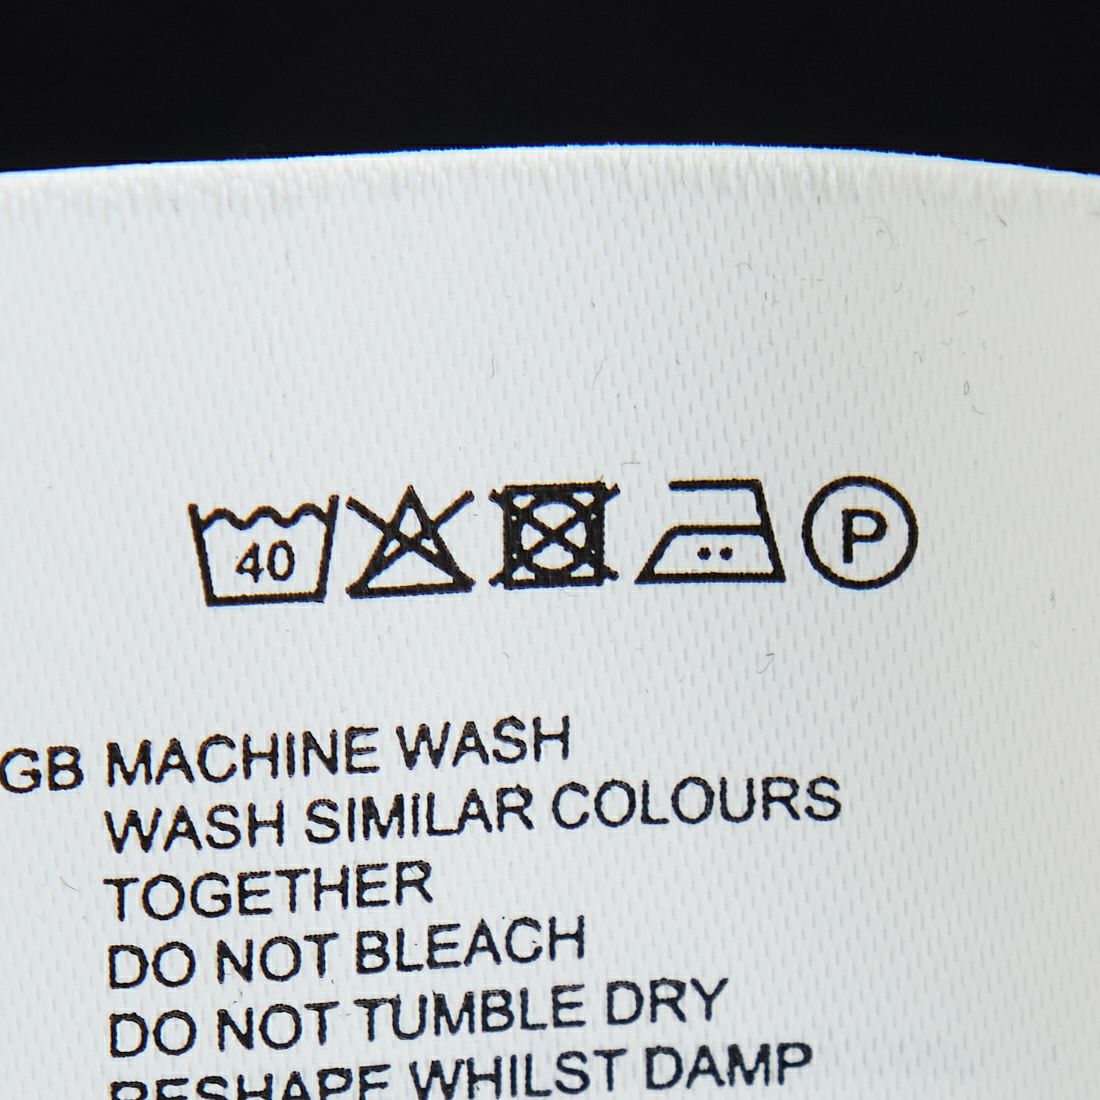 40 P
GB MACHINE WASH
WASH SIMILAR COLOURS
TOGETHER
DO NOT BLEACH
DO NOT TUMBLE DRY
RESHAPE WHILST DAMP